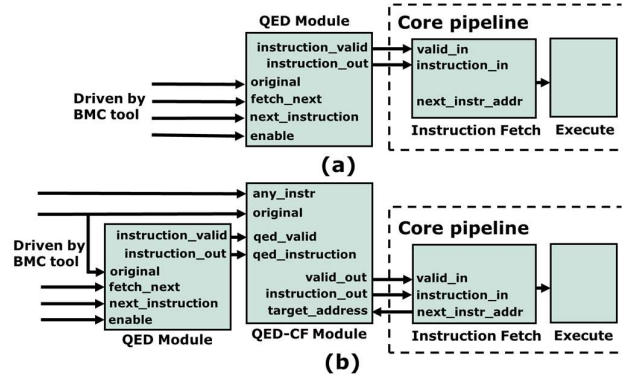 QED Module
Core pipeline
instruction_valid
valid_in
instruction_out
instruction_in
original
Driven by
BMC tool
fetch_next
next_instr_addr
next_instruction
enable
Instruction Fetch
Execute
(a)
any_instr
original
Core pipeline
instruction_valid
qed_valid
Driven by
BMC tool
instruction_out
qed_instruction
original
valid_out
valid_in
fetch_next
instruction_out
instruction_in
next_instruction
target_address
next_instr_addr
enable
QED Module
QED-CF Module
Instruction Fetch
Execute
(b)